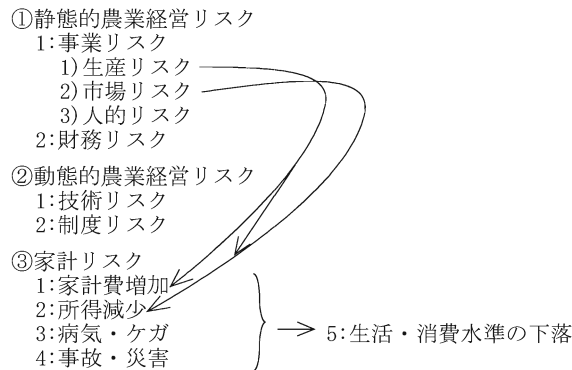 ①静態的農業経営リスク
1:事業リスク
1)生産リスク
2)市場リスク
3)人的リスク
2:財務リスク
②動態的農業経営リスク
1:技術リスク
2:制度リスク
③家計リスク
1:家計費増加
2:所得減少
3:病気・ケガ
4:事故・災害
5:生活・消費水準の下落